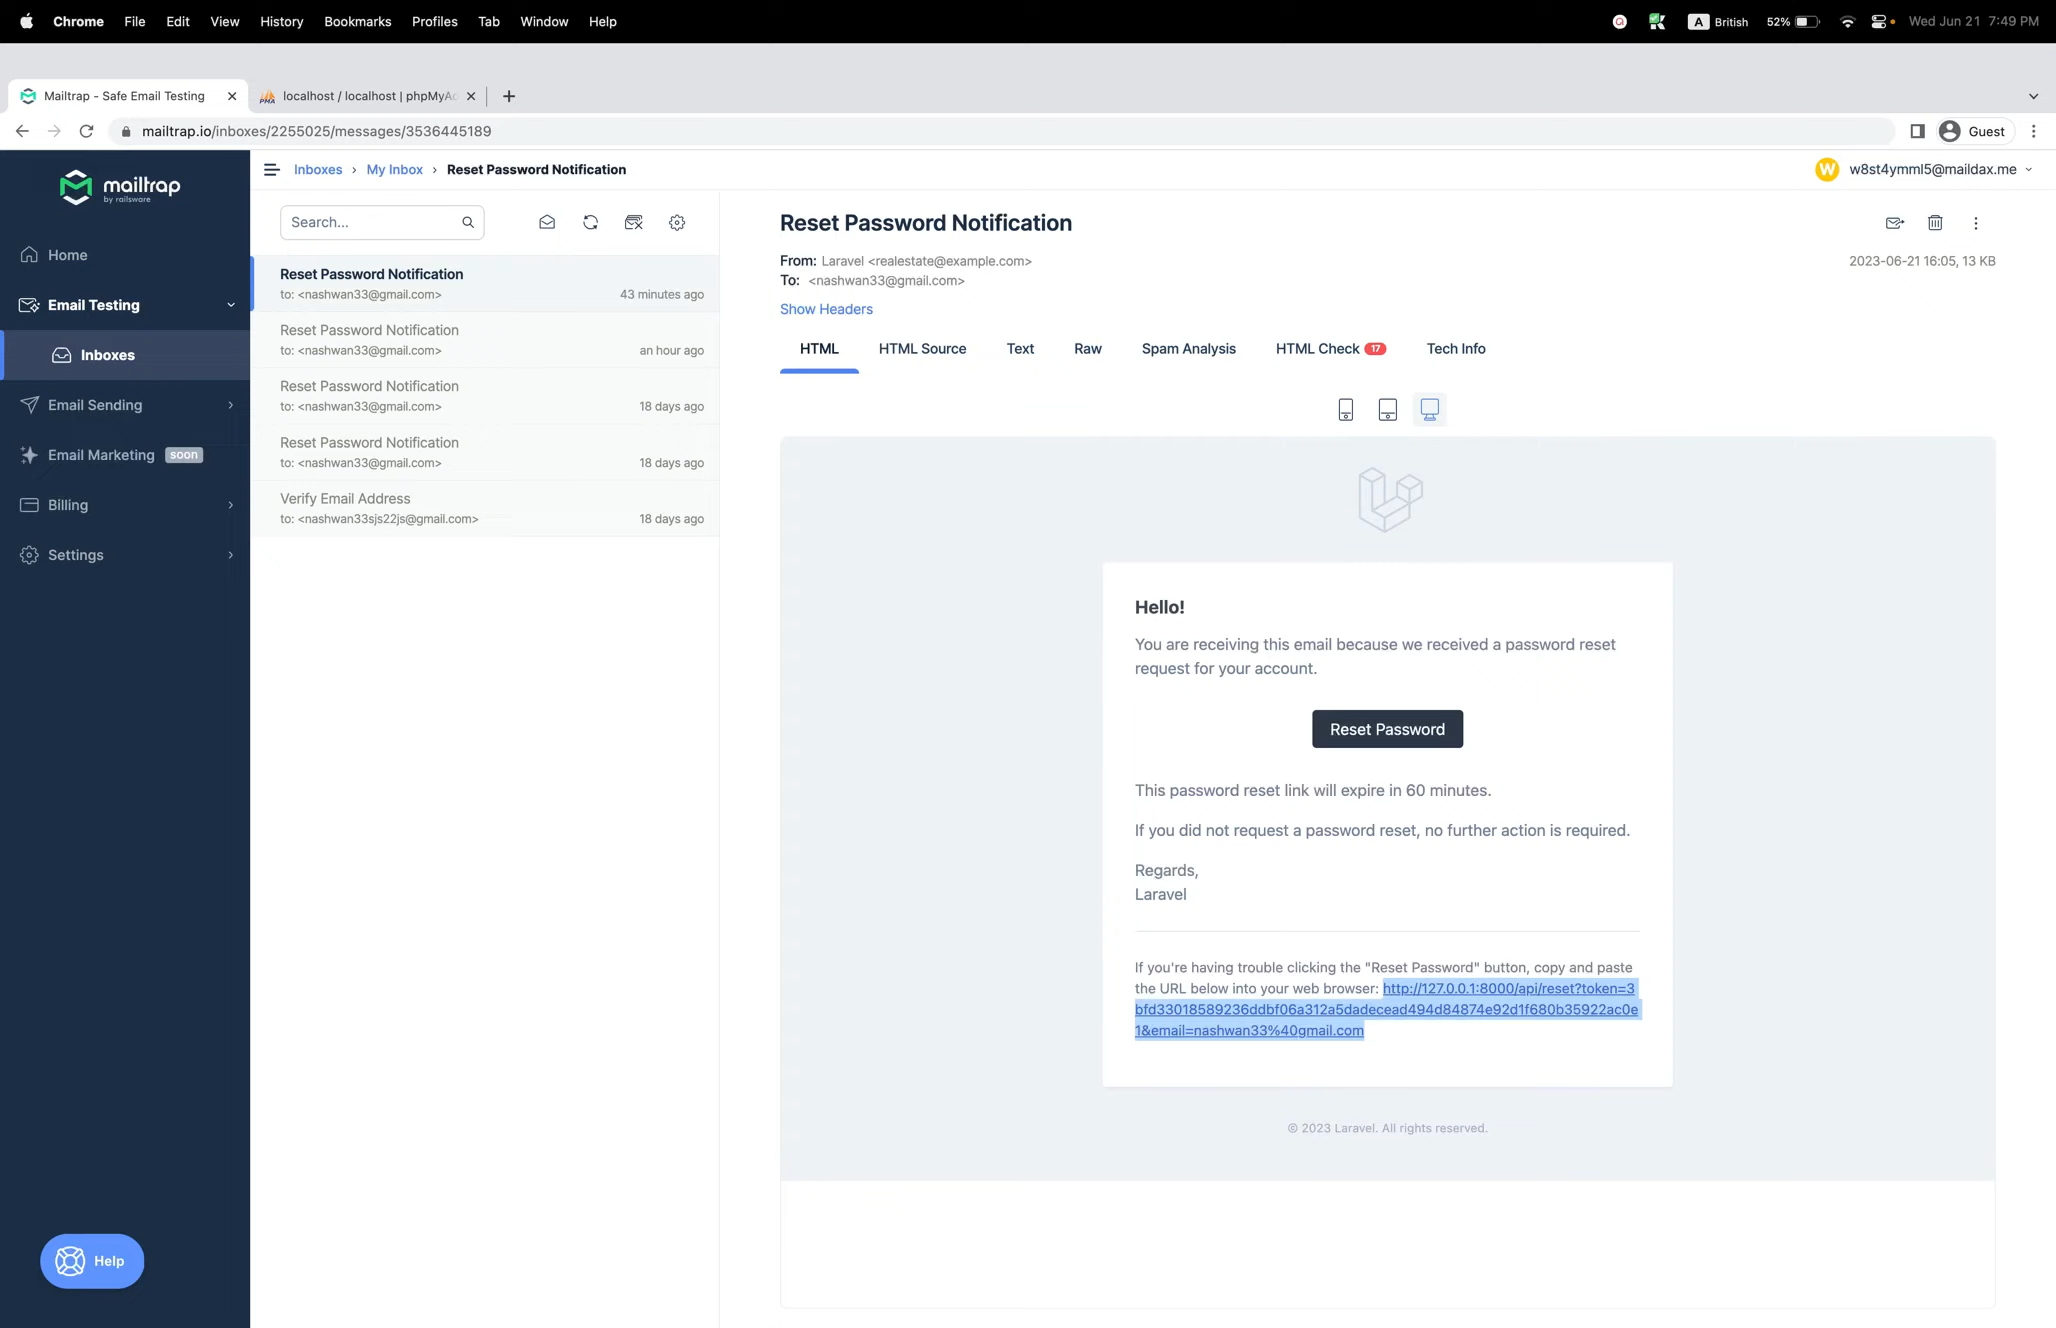 Chrome File Edit View History Bookmarks Profiles Tab Window Help
A British 52% Wed Jun 21 7:49 PM
Mailtrap - Safe Email Testing
localhost / localhost | phpMyAd
mailtrap.io/inboxes/2255025/messages/3536445189
Guest
mailtrap
by railsware
Home
Email Testing
Inboxes
Email Sending
Email Marketing soon
Billing
Settings
Help
Inboxes › My Inbox › Reset Password Notification
W w8st4ymml5@maildax.me
Search...
Reset Password Notification
to: <nashwan33@gmail.com> 43 minutes ago
Reset Password Notification
to: <nashwan33@gmail.com> an hour ago
Reset Password Notification
to: <nashwan33@gmail.com> 18 days ago
Reset Password Notification
to: <nashwan33@gmail.com> 18 days ago
Verify Email Address
to: <nashwan33sjs22js@gmail.com> 18 days ago
Reset Password Notification
From: Laravel <realestate@example.com>
2023-06-21 16:05, 13 KB
To: <nashwan33@gmail.com>
Show Headers
HTML HTML Source Text Raw Spam Analysis HTML Check 17 Tech Info
Hello!
You are receiving this email because we received a password reset
request for your account.
Reset Password
This password reset link will expire in 60 minutes.
If you did not request a password reset, no further action is required.
Regards,
Laravel
If you're having trouble clicking the "Reset Password" button, copy and paste
the URL below into your web browser: http://127.0.0.1:8000/api/reset?token=3
bfd33018589236ddbf06a312a5dadecead494d84874e92d1f680b35922ac0e
1&email=nashwan33%40gmail.com
© 2023 Laravel. All rights reserved.